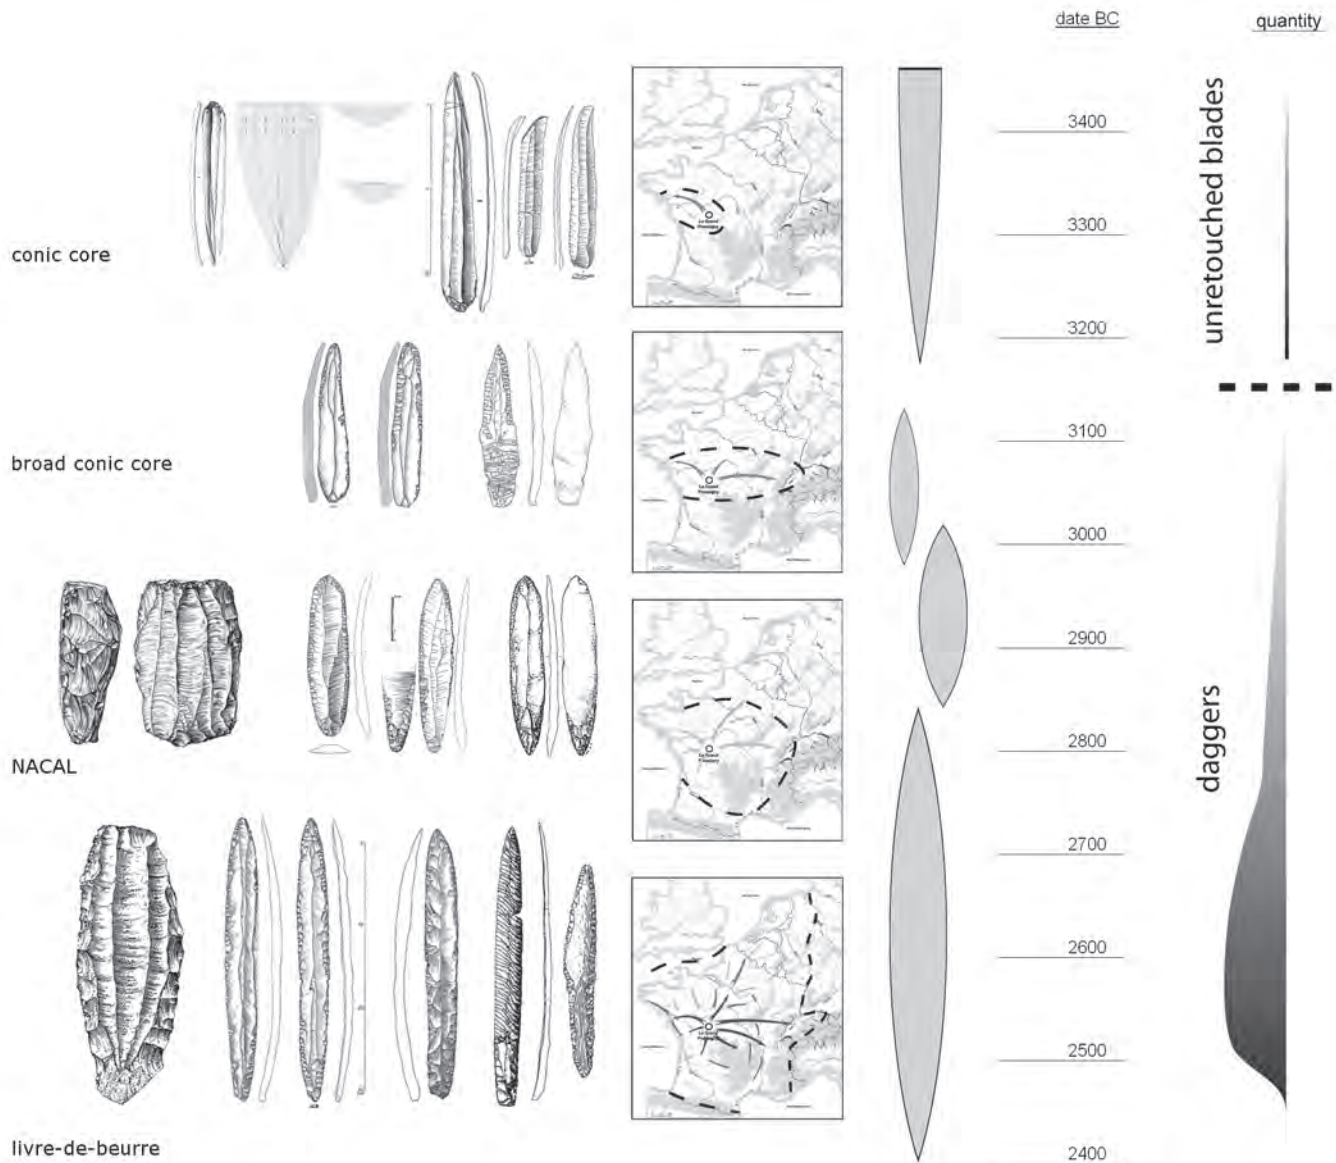 date BC
quantity
3400
3300
3200
3100
3000
2900
2800
2700
2600
2500
2400
unretouched blades
daggers
conic core
broad conic core
NACAL
livre-de-beurre